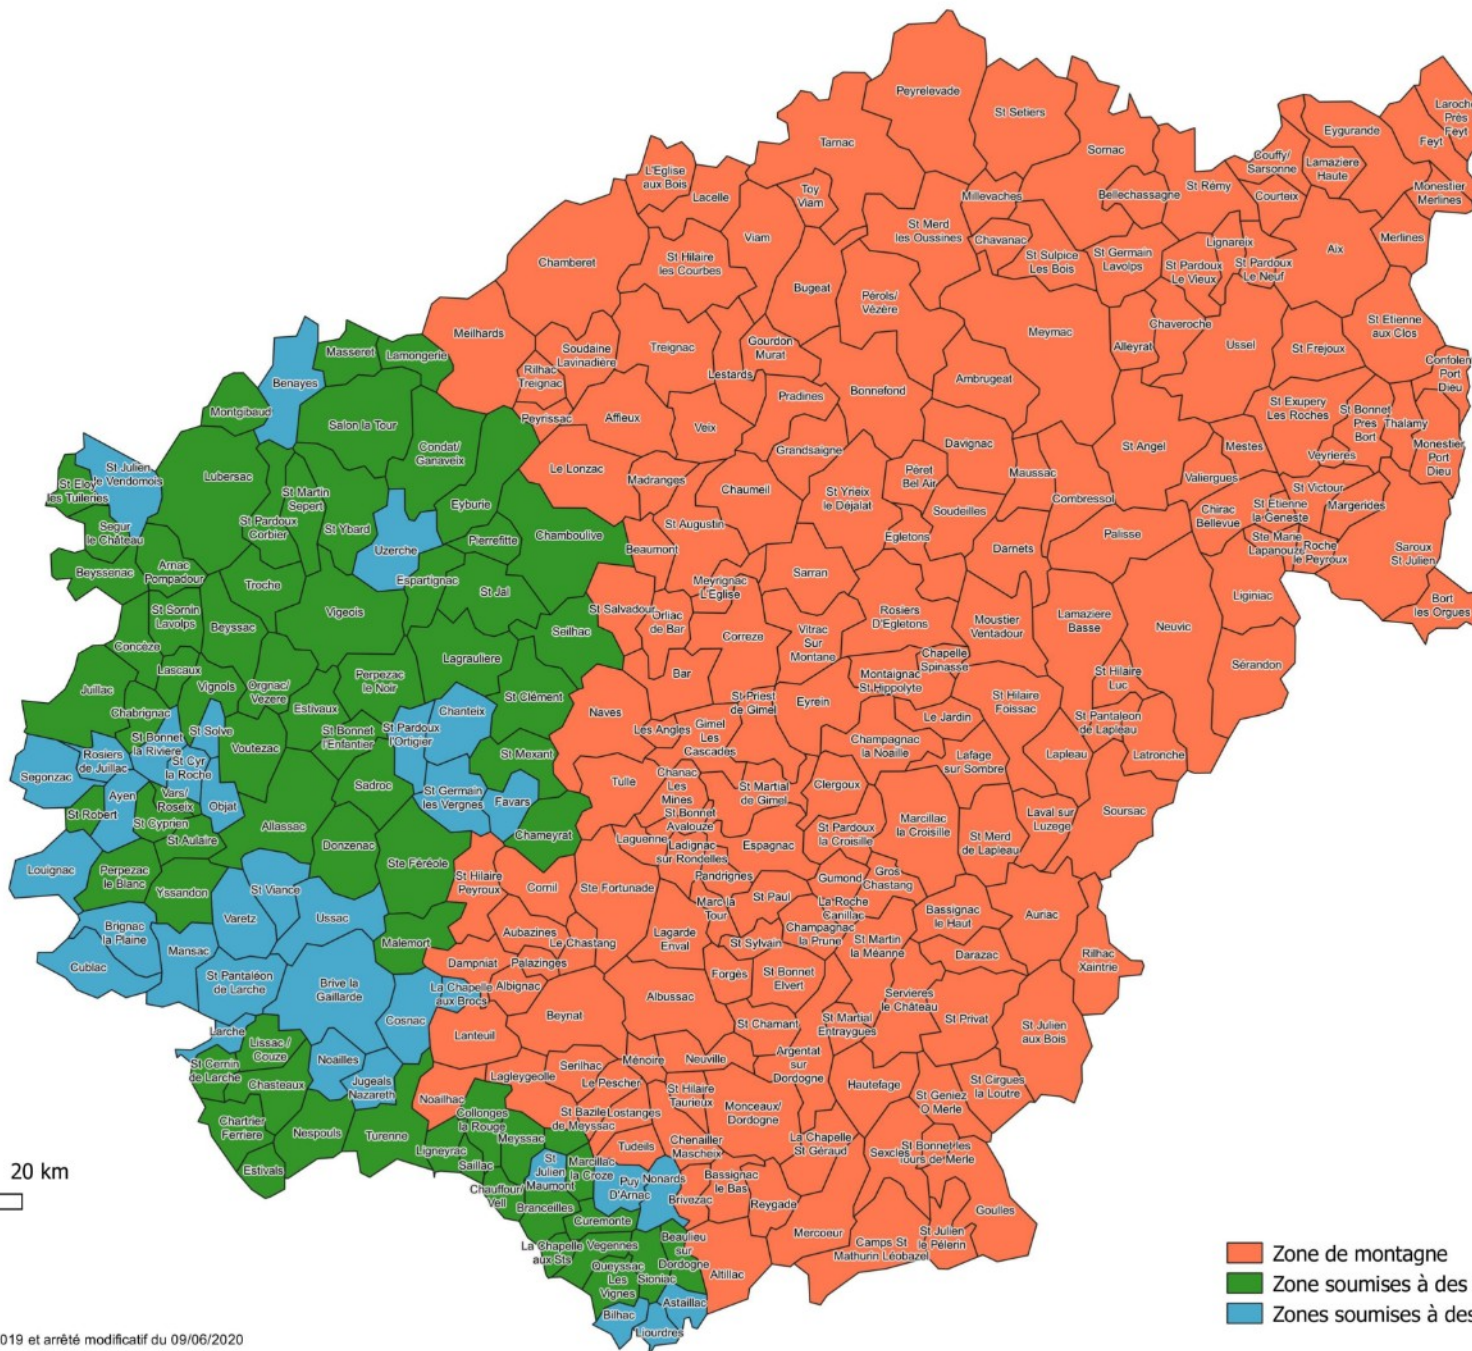 Peyrelevade
St Setiers
Tarnac
Sornac
Laroche
Près
Feyt
Eygurande
Feyt
Couffy/
Sarsonne
Lamaziere
Haute
L'Eglise
aux Bois
Lacelle
Toy
Viam
Millevaches
Bellechassagne
St Rémy
Courteix
Monestier
Merlines
Viam
St Merd
les Oussines
Chavanac
St Sulpice
Les Bois
St Germain
Lavolps
Lignareix
St Pardoux
Le Vieux
St Pardoux
Le Neuf
Aix
Merlines
Chamberet
St Hilaire
les Courbes
Bugeat
Pérols/
Vézère
Meymac
Chaveroche
Alleyrat
Ussel
St Frejoux
St Etienne
aux Clos
Confolent
Port
Dieu
Meilhards
Soudaine
Lavinadière
Treignac
Gourdon
Murat
Rilhac
Treignac
Lestards
Pradines
Bonnefond
Ambrugeat
Masseret
Lamongerie
Benayes
Montgibaud
Salon la Tour
Peyrissac
Affieux
Veix
Grandsaigne
Davignac
St Angel
St Exupery
Les Roches
St Bonnet
Pres
Bort
Thalamy
Mestes
Veyrieres
Monestier
Port
Dieu
Condat/
Ganaveix
Le Lonzac
Madranges
Chaumeil
St Yrieix
le Déjalat
Péret
Bel Air
Maussac
Combressol
Valiergues
St Victour
Margerides
St Julien
le Vendomois
St Eloy
les Tuileries
Lubersac
St Martin
Sepert
St Pardoux
Corbier
St Ybard
Eyburie
Uzerche
Pierrefitte
Chamboulive
St Augustin
Beaumont
Soudeilles
Égletons
Darnets
Palisse
Chirac
Bellevue
St Etienne
la Geneste
Ste Marie
Lapanouze
Roche
le Peyroux
Saroux
St Julien
Segur
le Château
Beyssenac
Arnac
Pompadour
Troche
Espartignac
St Jal
Meyrignac
L'Eglise
Sarran
St Salvadour
Orliac
de Bar
Rosiers
D'Egletons
Moustier
Ventadour
Lamaziere
Basse
Neuvic
Liginiac
Bort
les Orgues
St Sornin
Lavolps
Beyssac
Vigeois
Seilhac
Correze
Vitrac
Sur
Montane
Concèze
Lascaux
Vignols
Orgnac/
Vezere
Perpezac
le Noir
Lagrauliere
Bar
Montaignac
St Hippolyte
Chapelle
Spinasse
St Hilaire
Luc
Sérandon
Juillac
Chabrignac
Estivaux
St Clément
Naves
St Priest
de Gimel
Eyrein
Le Jardin
St Hilaire
Foissac
St Pantaleon
de Lapleau
St Solve
St Bonnet
la Riviere
Voutezac
St Bonnet
l'Enfantier
St Pardoux
l'Ortigier
Chanteix
Les Angles
Gimel
Les
Cascades
Champagnac
la Noaille
Lafage
sur Sombre
Lapleau
Latronche
Segonzac
Rosiers
de Juillac
St Cyr
la Roche
Sadroc
St Mexant
Tulle
Chanac
Les
Mines
St Martial
de Gimel
Clergoux
Ayen
Vars/
Roseix
Objat
St Germain
les Vergnes
Favars
St Robert
St Cyprien
St Aulaire
Allassac
Donzenac
Chameyrat
Laguenne
St Bonnet
Avalouze
Ladignac
sur Rondelles
Espagnac
St Pardoux
la Croisille
Marcillac
la Croisille
St Merd
de Lapleau
Laval sur
Luzege
Soursac
Louignac
Perpezac
le Blanc
Yssandon
St Viance
Ste Féréole
St Hilaire
Peyroux
Cornil
Ste Fortunade
Pandrignes
St Paul
Gumond
Gros
Chastang
Brignac
la Plaine
Varetz
Ussac
Malemort
Aubazines
Le Chastang
Marc la
Tour
Lagarde
Enval
La Roche
Canillac
Champagnac
la Prune
Bassignac
le Haut
Auriac
Cublac
Mansac
St Pantaléon
de Larche
Brive la
Gaillarde
Dampniat
Palazinges
St Sylvain
St Martin
la Méanne
Darazac
Rilhac
Xaintrie
La Chapelle
aux Brocs
Albignac
Forgés
St Bonnet
Elvert
Albussac
Servieres
le Château
Larche
Cosnac
Lanteuil
Beynat
St Chamant
St Martial
Entraygues
St Privat
St Julien
aux Bois
Lissac /
Couze
Noailles
St Cernin
de Larche
Chasteaux
Jugeals
Nazareth
Noailhac
Lagleygeolle
Serilhac
Ménoire
Le Pescher
Neuville
Argentat
sur
Dordogne
Hautefage
St Cirgues
la Loutre
Chartrier
Ferriere
Nespouls
Turenne
Collonges
la Rouge
St Bazile
de Meyssac
Lostanges
St Hilaire
Taurieux
Monceaux/
Dordogne
St Geniez
O Merle
Estivals
Ligneyrac
Meyssac
Saillac
Tudeils
Chenailler
Mascheix
La Chapelle
St Géraud
Sexcles
St Bonnet les
Tours de Merle
20 km
Chauffour/
Vell
St
Julien
Maumont
Marcillac
la Croze
Puy
D'Arnac
Nonards
Brivezac
Bassignac
le Bas
Reygade
Branceilles
Curemonte
Mercoeur
Goulles
La Chapelle
aux Sts
Vegennes
Beaulieu
sur
Dordogne
Camps St
Mathurin Léobazel
St Julien
le Pélerin
Queyssac
Les
Vignes
Sioniac
Altillac
Astaillac
Bilhac
Liourdres
Zone de montagne
Zone soumises à des
Zones soumises à des
019 et arrêté modificatif du 09/06/2020